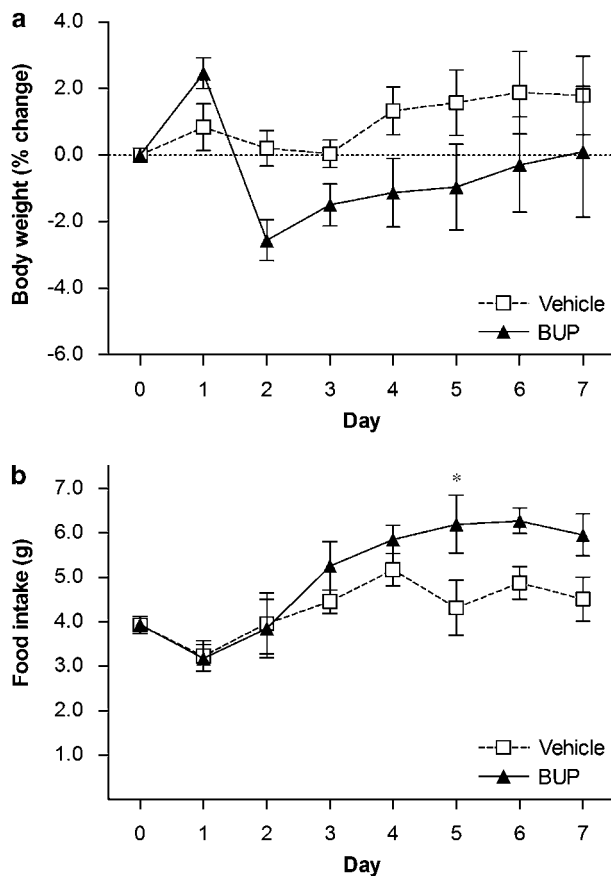 a
Body weight (% change)
4.0
2.0
0.0
-2.0
-4.0
-6.0
Vehicle
BUP
0 1 2 3 4 5 6 7
Day
b
Food intake (g)
7.0
6.0
5.0
4.0
3.0
2.0
1.0
*
Vehicle
BUP
0 1 2 3 4 5 6 7
Day